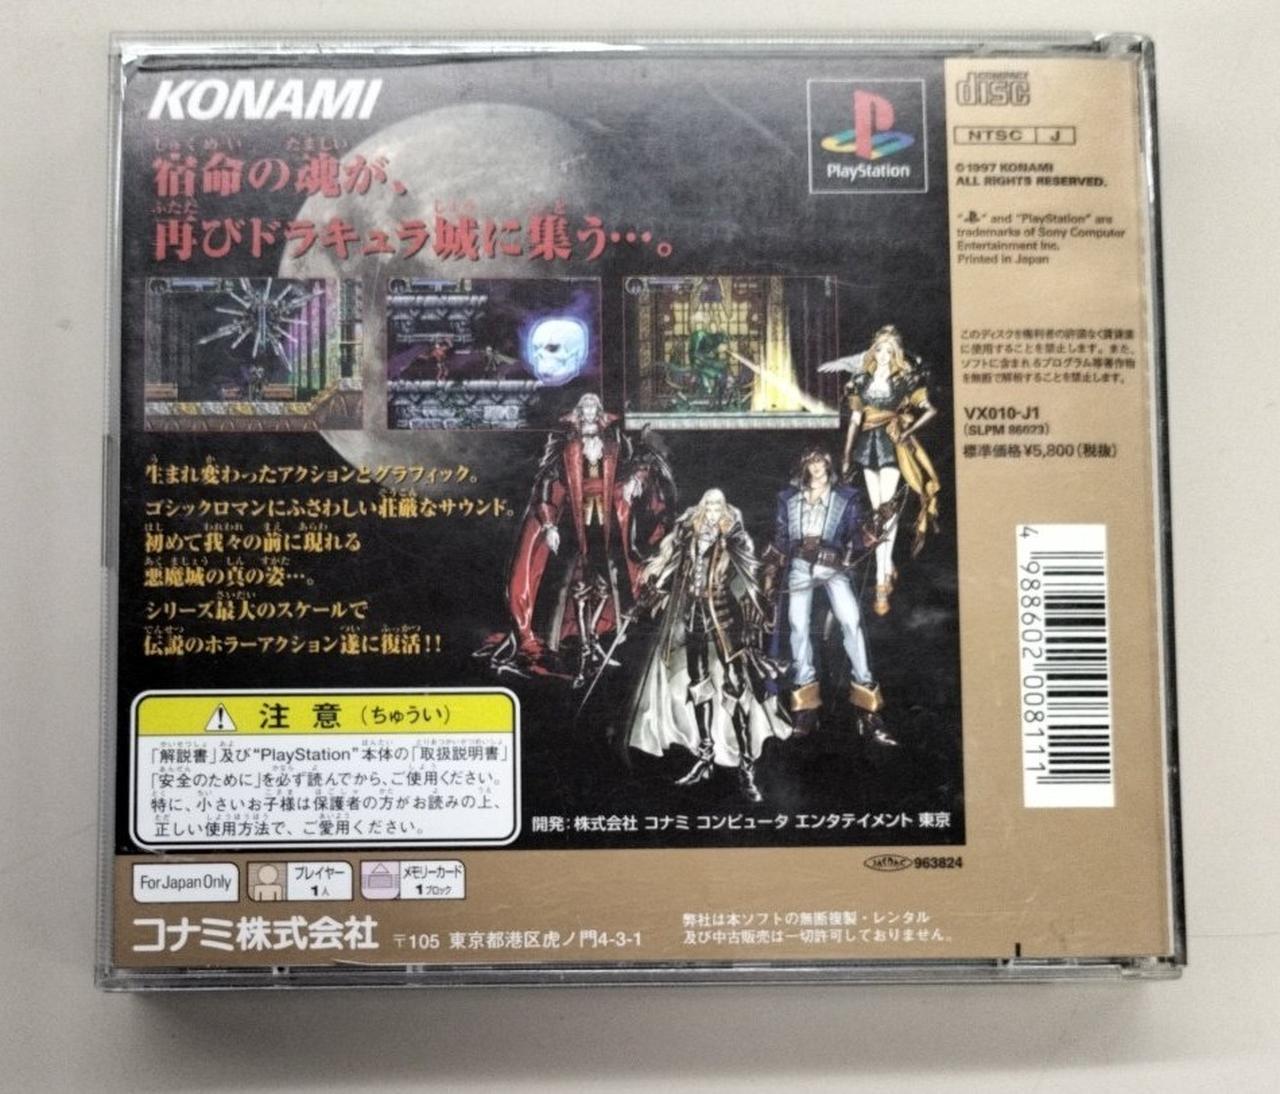 KONAMI
宿命の魂が、
再びドラキュラ城に集う…。
PlayStation
生まれ変わったアクションとグラフィック。
ゴシックロマンにふさわしい荘厳なサウンド。
初めて我々の前に現れる
悪魔城の真の姿…。
シリーズ最大のスケールで
伝説のホラーアクション遂に復活!!
注意(ちゅうい)
「解説書」及び“PlayStation”本体の「取扱説明書」
「安全のために」を必ず読んでから、ご使用ください。
特に、小さいお子様は保護者の方がお読みの上、
正しい使用方法で、ご愛用ください。
開発:株式会社 コナミ コンピュータ エンタテイメント 東京
For Japan Only
プレイヤー
1人
メモリーカード
1ブロック
JASRAC 963824
コナミ株式会社 〒105 東京都港区虎ノ門4-3-1
弊社は本ソフトの無断複製・レンタル
及び中古販売は一切許可しておりません。
COMPACT
disc
NTSC J
©1997 KONAMI
ALL RIGHTS RESERVED.
" " and "PlayStation" are
trademarks of Sony Computer
Entertainment Inc.
Printed in Japan
このディスクを権利者の許諾なく賃貸業
に使用することを禁止します。また、
ソフトに含まれるプログラム等著作物
を無断で解析することを禁止します。
VX010-J1
(SLPM 86023)
標準価格¥5,800(税抜)
4 988602 008111